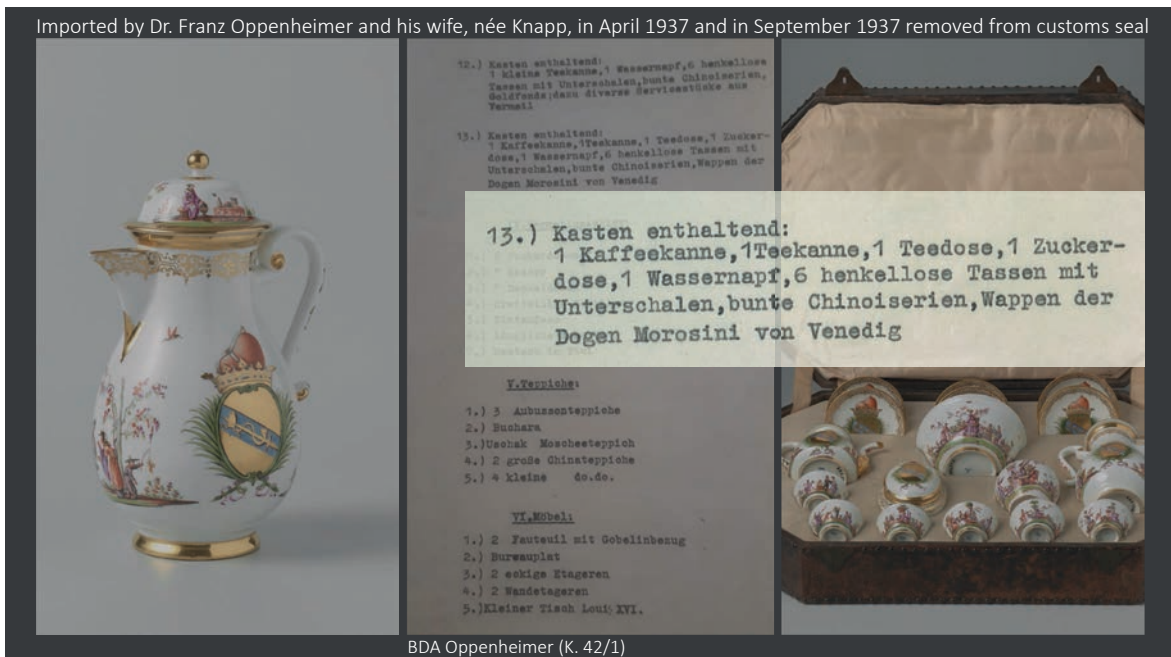 Imported by Dr. Franz Oppenheimer and his wife, née Knapp, in April 1937 and in September 1937 removed from customs seal
12.) Kasten enthaltend:
1 kleine Teekanne,1 Wassernapf,6 henkellose
Tassen mit Unterschalen,bunte Chinoiserien,
Goldfonds;dazu diverse Servicestücke aus
Vermeil
13.) Kasten enthaltend:
1 Kaffeekanne,1Teekanne,1 Teedose,1 Zucker-
dose,1 Wassernapf,6 henkellose Tassen mit
Unterschalen,bunte Chinoiserien,Wappen der
Dogen Morosini von Venedig
13.) Kasten enthaltend:
1 Kaffeekanne,1Teekanne,1 Teedose,1 Zucker-
dose,1 Wassernapf,6 henkellose Tassen mit
Unterschalen,bunte Chinoiserien,Wappen der
Dogen Morosini von Venedig
V.Teppiche:
1.) 3 Aubussonteppiche
2.) Buchara
3.)Uschak Moscheeteppich
4.) 2 große Chinateppiche
5.) 4 kleine do.do.
VI.Möbel:
1.) 2 Fauteuil mit Gobelinbezug
2.) Bureauplat
3.) 2 eckige Etageren
4.) 2 Wandetageren
5.)Kleiner Tisch Louis XVI.
BDA Oppenheimer (K. 42/1)